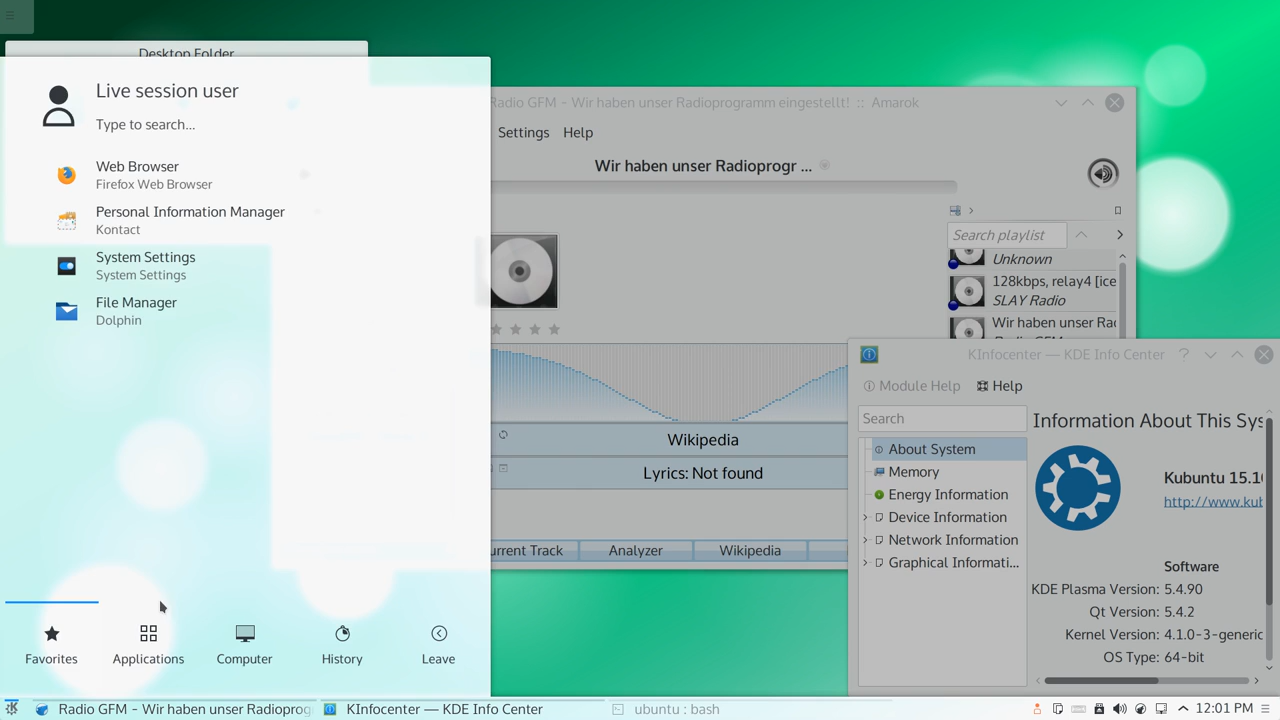 Desktop Folder
Live session user
Type to search...
Web Browser
Firefox Web Browser
Personal Information Manager
Kontact
System Settings
System Settings
File Manager
Dolphin
Favorites
Applications
Computer
History
Leave
Radio GFM - Wir haben unser Radioprogramm eingestellt! :: Amarok
Settings Help
Wir haben unser Radioprogr ...
Search playlist
Unknown
128kbps, relay4 [ice
SLAY Radio
Wir haben unser Rad
Wikipedia
Lyrics: Not found
urrent Track
Analyzer
Wikipedia
KInfocenter — KDE Info Center
Module Help Help
Search
About System
Memory
Energy Information
Device Information
Network Information
Graphical Informati...
Information About This Sys
Kubuntu 15.1
http://www.kub
Software
KDE Plasma Version: 5.4.90
Qt Version: 5.4.2
Kernel Version: 4.1.0-3-generic
OS Type: 64-bit
Radio GFM - Wir haben unser Radioprog
KInfocenter — KDE Info Center
ubuntu : bash
12:01 PM